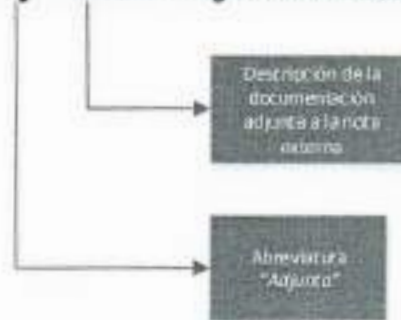 Descripción de la
documentación
adjunta a la nota
externa
Abreviatura
"Adjunto"